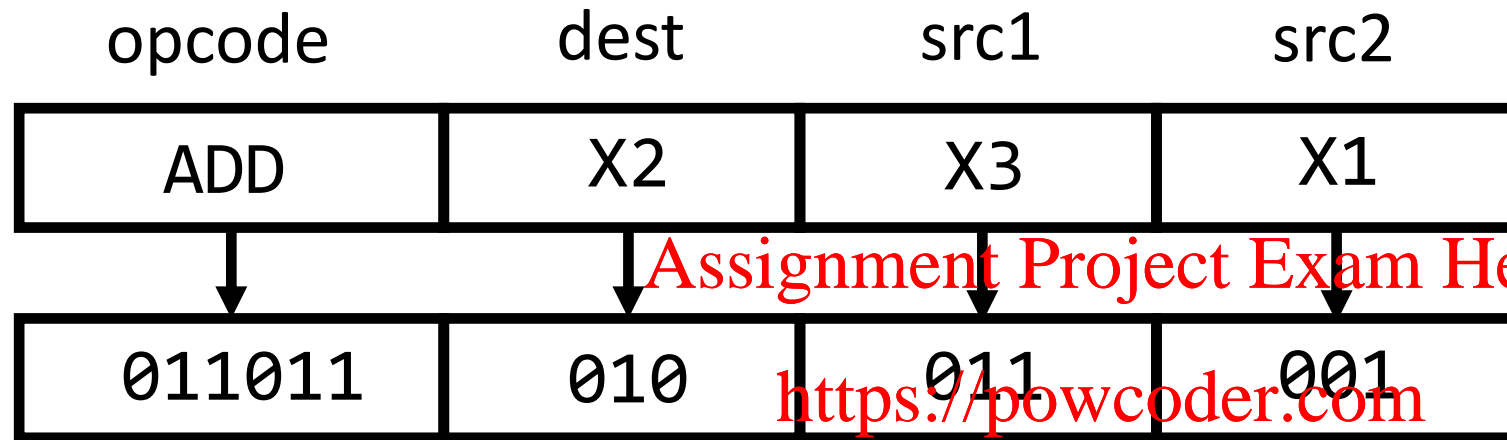 opcode dest src1 src2
ADD X2 X3 X1
Assignment Project Exam He
011011 010 011 001
https://powcoder.com